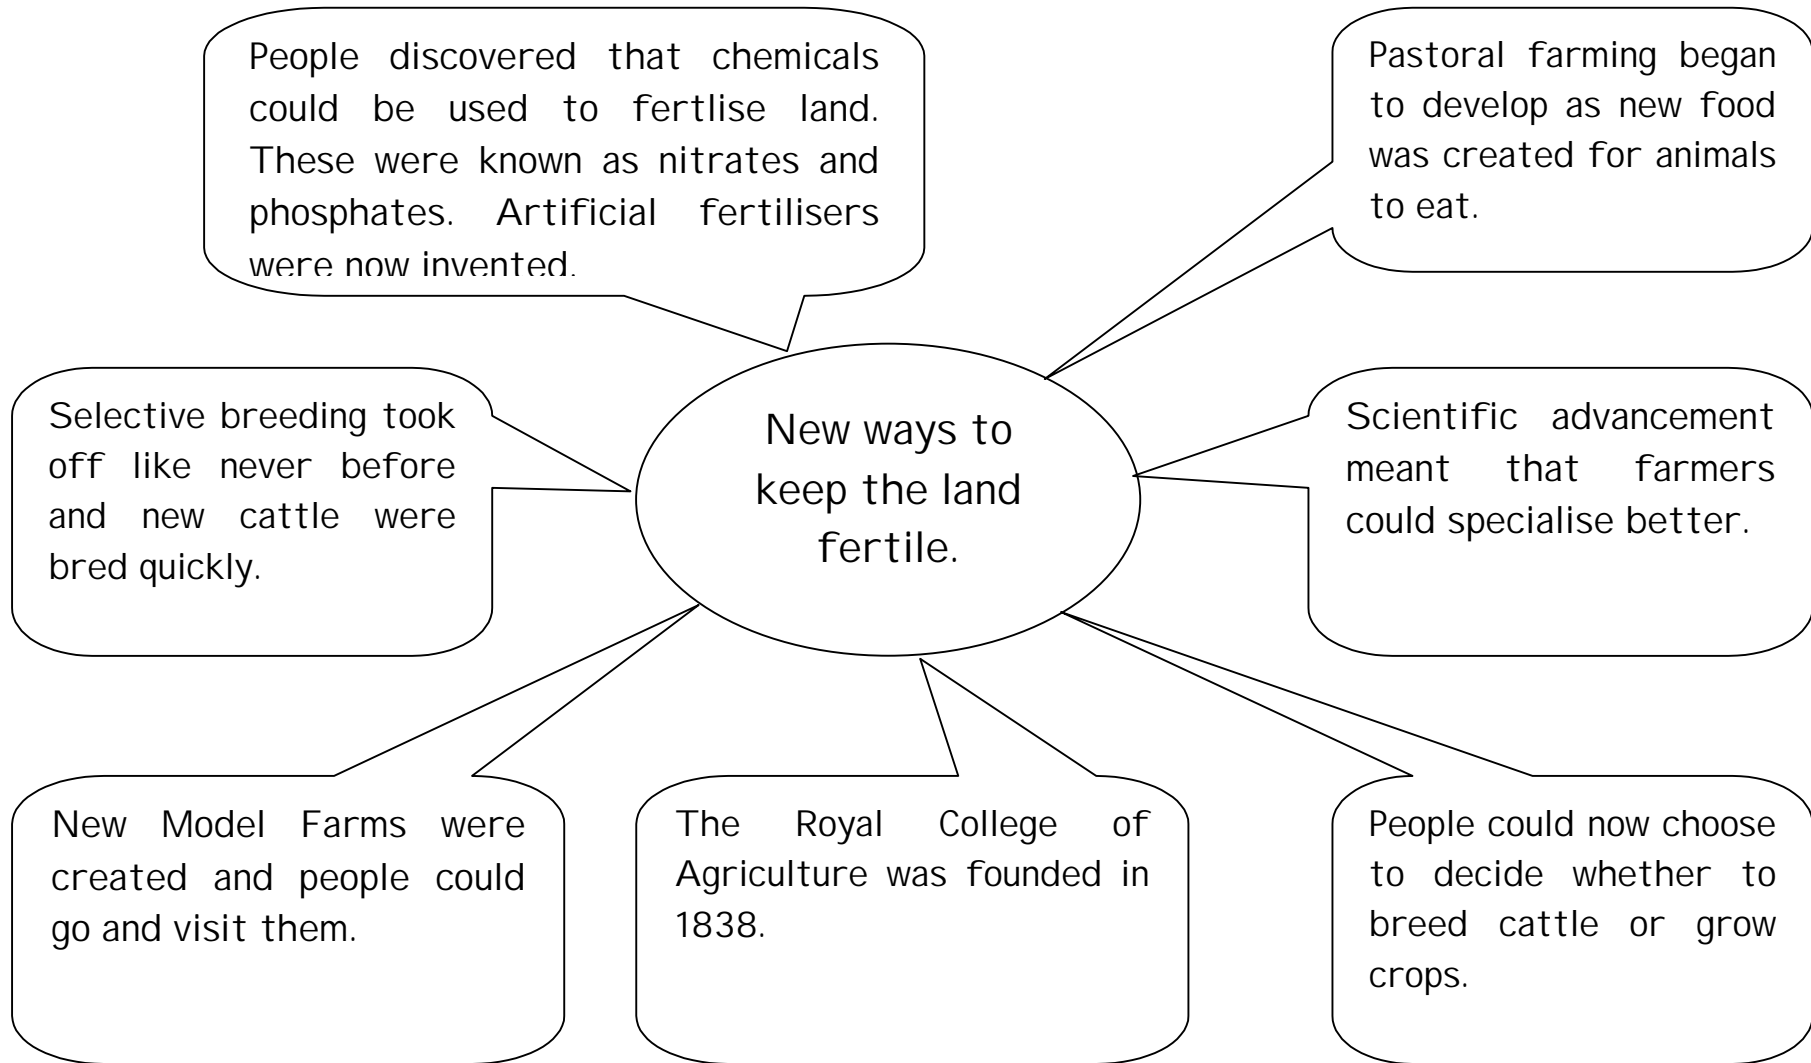 People discovered that chemicals
could be used to fertlise land.
These were known as nitrates and
phosphates. Artificial fertilisers
were now invented.
Pastoral farming began
to develop as new food
was created for animals
to eat.
Selective breeding took
off like never before
and new cattle were
bred quickly.
New ways to
keep the land
fertile.
Scientific advancement
meant that farmers
could specialise better.
New Model Farms were
created and people could
go and visit them.
The Royal College of
Agriculture was founded in
1838.
People could now choose
to decide whether to
breed cattle or grow
crops.